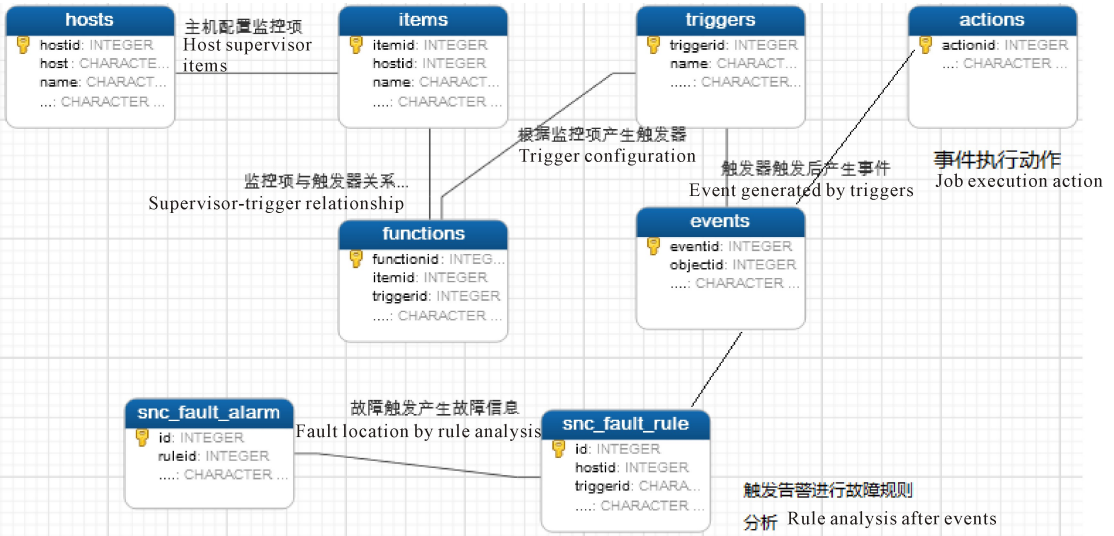 hosts
hostid: INTEGER
host : CHARACTE...
name: CHARACT...
...: CHARACTER ...
主机配置监控项
Host supervisor
items
items
itemid: INTEGER
hostid: INTEGER
name: CHARACT...
....: CHARACTER ...
triggers
triggerid: INTEGER
name: CHARACT...
.....: CHARACTER ...
actions
actionid: INTEGER
...: CHARACTER ...
根据监控项产生触发器
Trigger configuration
触发器触发后产生事件
Event generated by triggers
事件执行动作
Job execution action
监控项与触发器关系...
Supervisor-trigger relationship
functions
functionid: INTEG...
itemid: INTEGER
triggerid: INTEGER
....: CHARACTER ...
events
eventid: INTEGER
objectid: INTEGER
....: CHARACTER ...
snc_fault_alarm
id: INTEGER
ruleid: INTEGER
....: CHARACTER ...
故障触发产生故障信息
Fault location by rule analysis
snc_fault_rule
id: INTEGER
hostid: INTEGER
triggerid: CHARA...
....: CHARACTER ...
触发告警进行故障规则
分析 Rule analysis after events